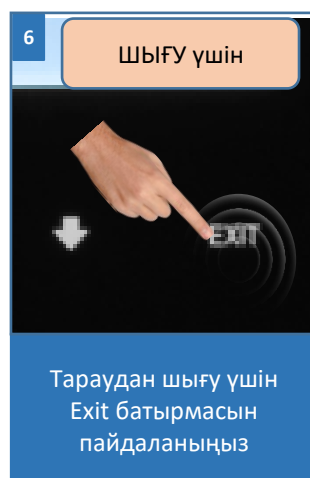 6
ШЫҒУ үшін
EXIT
Тараудан шығу үшін
Exit батырмасын
пайдаланыңыз